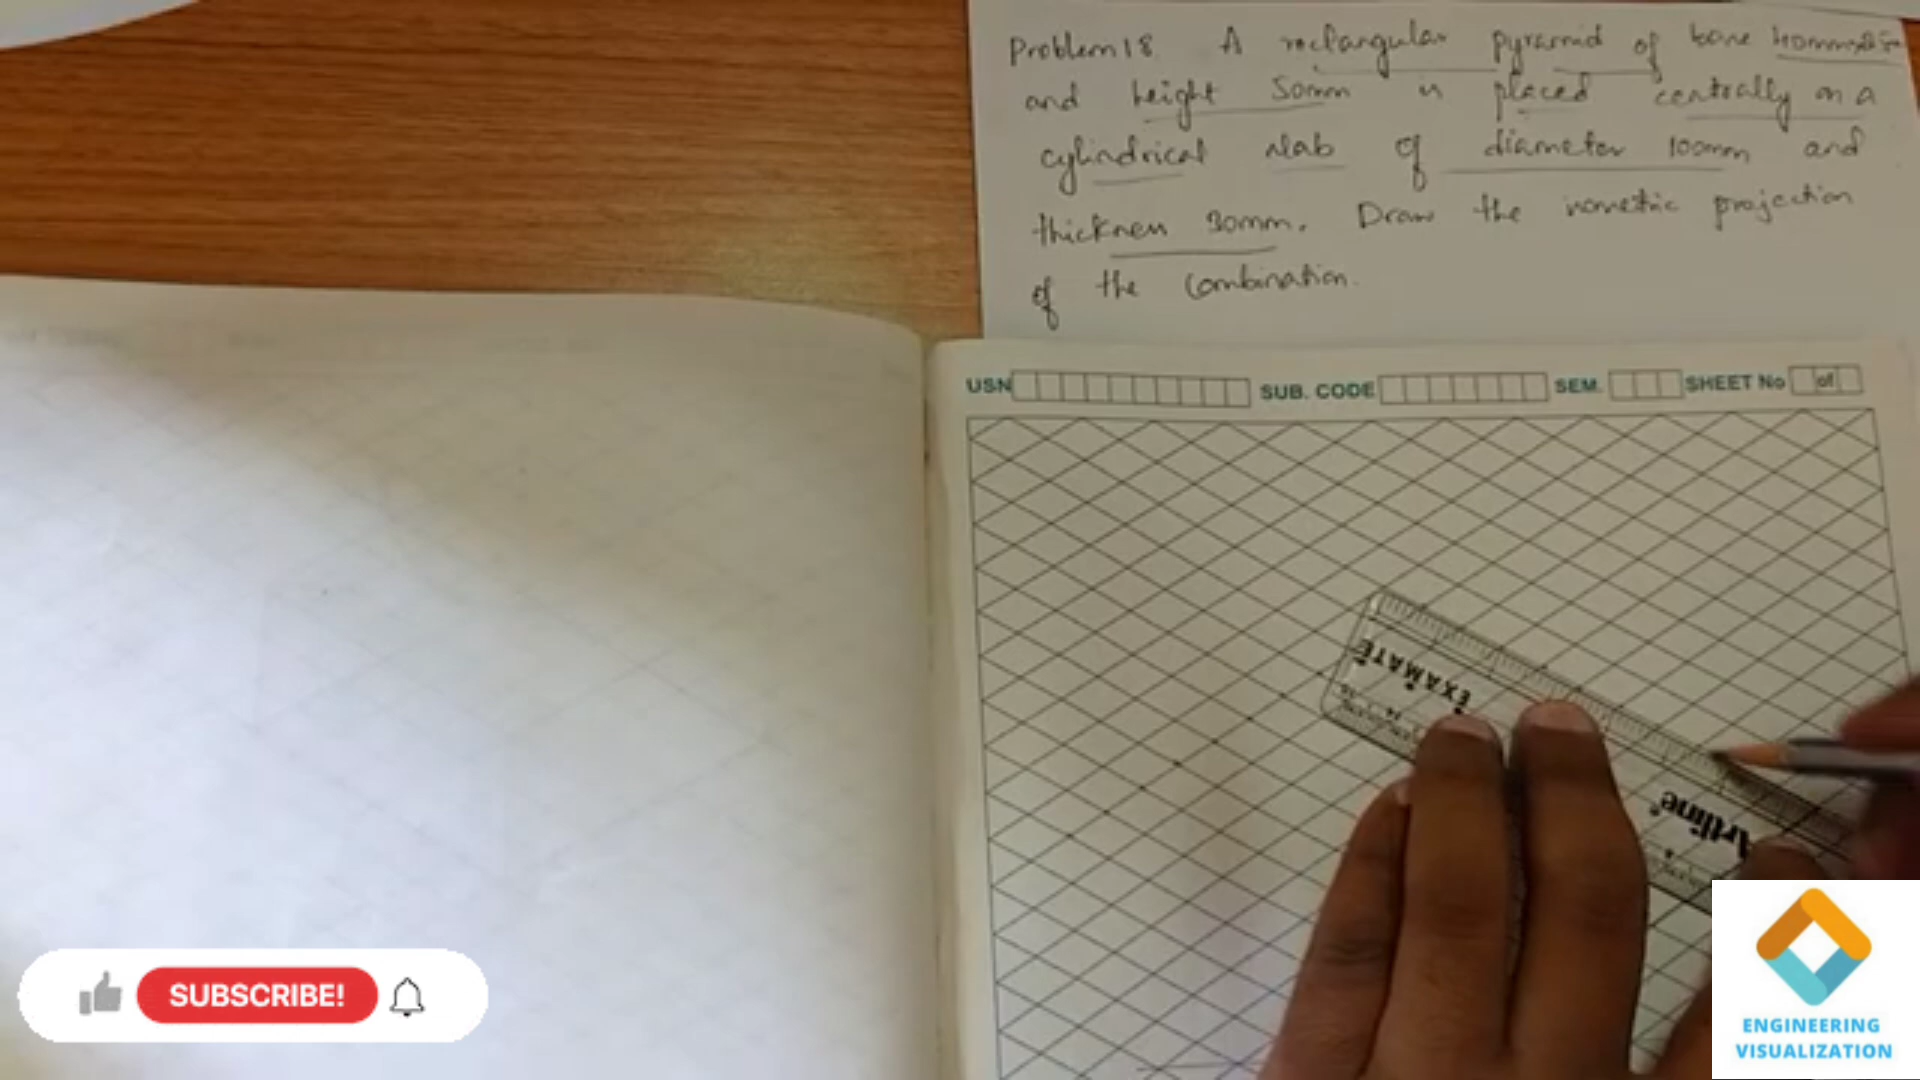 Problem 18. A rectangular pyramid of base
and height 50mm is placed centrally on a
cylindrical slab of diameter 100mm and
thickness 30mm. Draw the isometric projection
of the combination.
USN SUB. CODE SEM. SHEET No of
EXAMATE
Artline
SUBSCRIBE!
ENGINEERING
VISUALIZATION